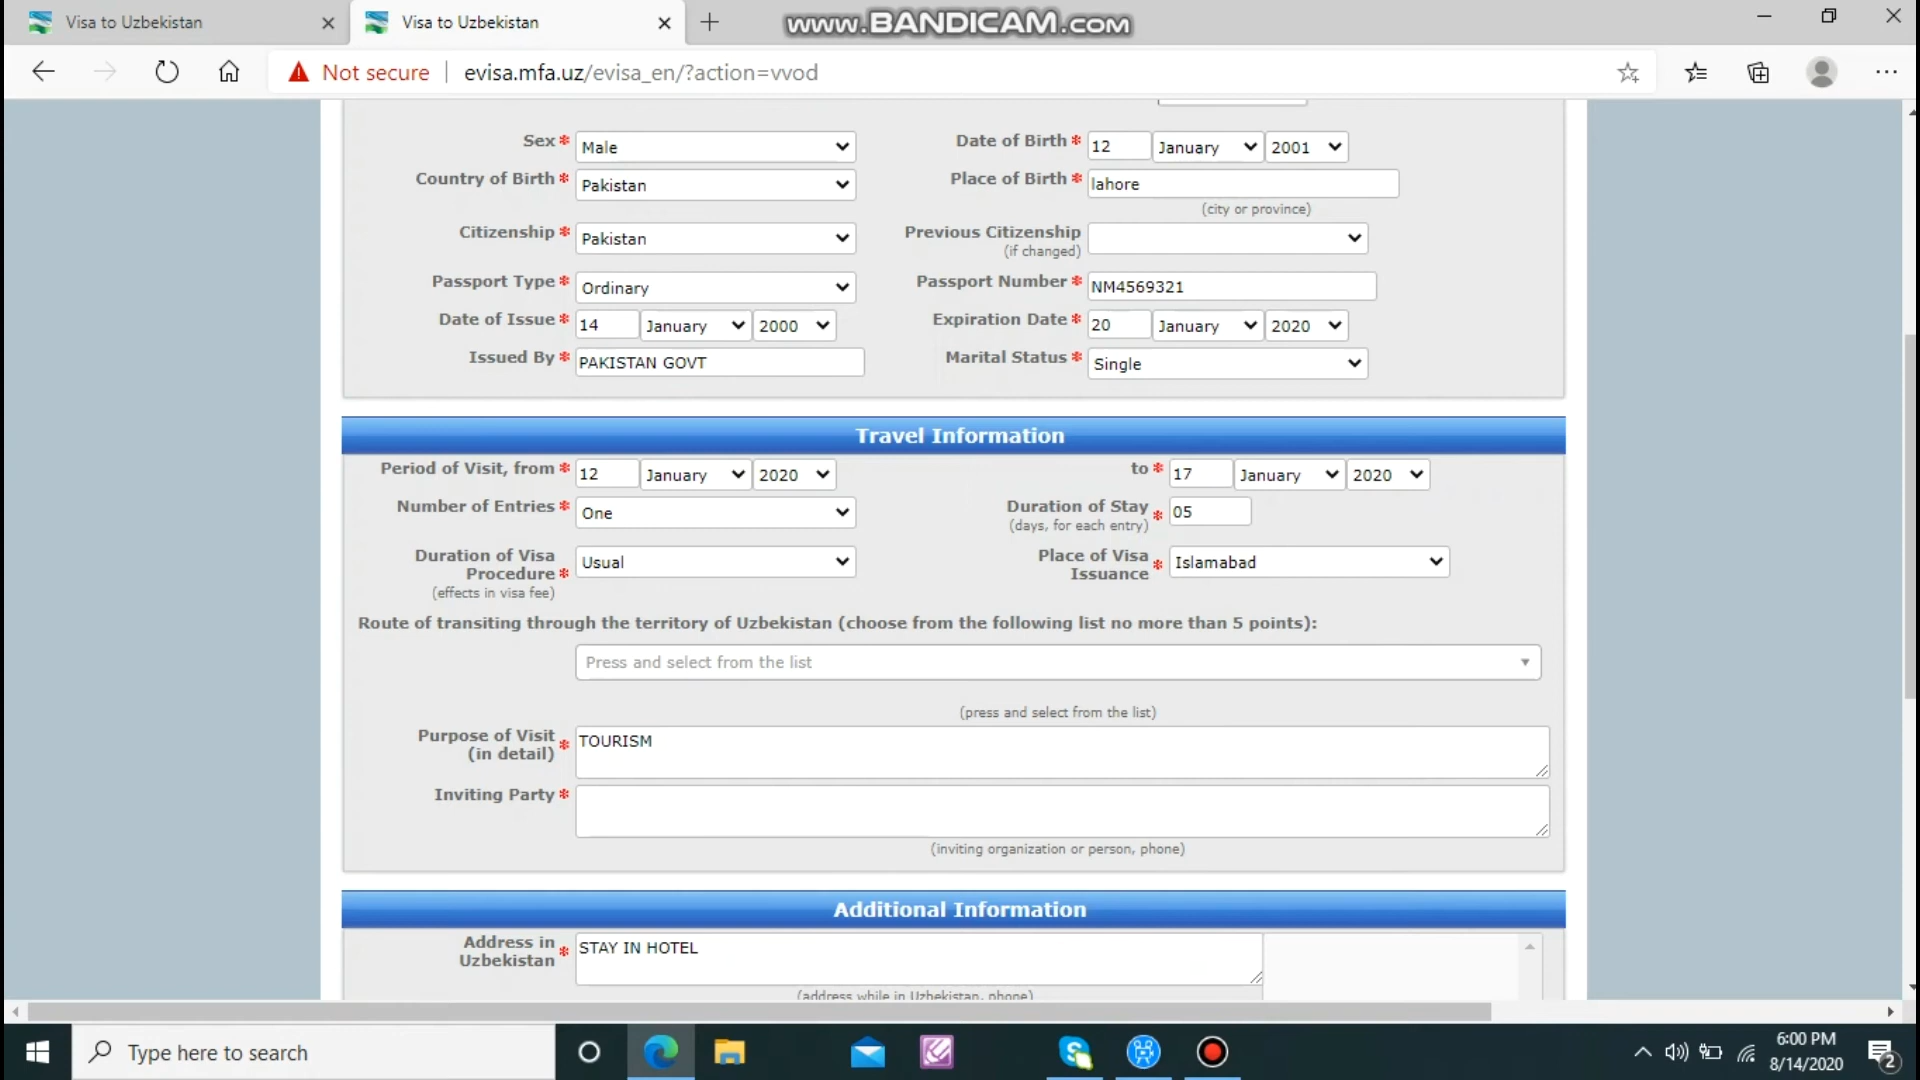 Visa to Uzbekistan
Visa to Uzbekistan
www.BANDICAM.com
Not secure
evisa.mfa.uz/evisa_en/?action=vvod
Sex * Male
Date of Birth * 12 January 2001
Country of Birth * Pakistan
Place of Birth * lahore
(city or province)
Citizenship * Pakistan
Previous Citizenship
(if changed)
Passport Type * Ordinary
Passport Number * NM4569321
Date of Issue * 14 January 2000
Expiration Date * 20 January 2020
Issued By * PAKISTAN GOVT
Marital Status * Single
Travel Information
Period of Visit, from * 12 January 2020
to * 17 January 2020
Number of Entries * One
Duration of Stay * 05
(days, for each entry)
Duration of Visa
Procedure * Usual
(effects in visa fee)
Place of Visa
Issuance * Islamabad
Route of transiting through the territory of Uzbekistan (choose from the following list no more than 5 points):
Press and select from the list
(press and select from the list)
Purpose of Visit
(in detail) * TOURISM
Inviting Party *
(inviting organization or person, phone)
Additional Information
Address in
Uzbekistan * STAY IN HOTEL
(address while in Uzbekistan, phone)
Type here to search
6:00 PM
8/14/2020
2